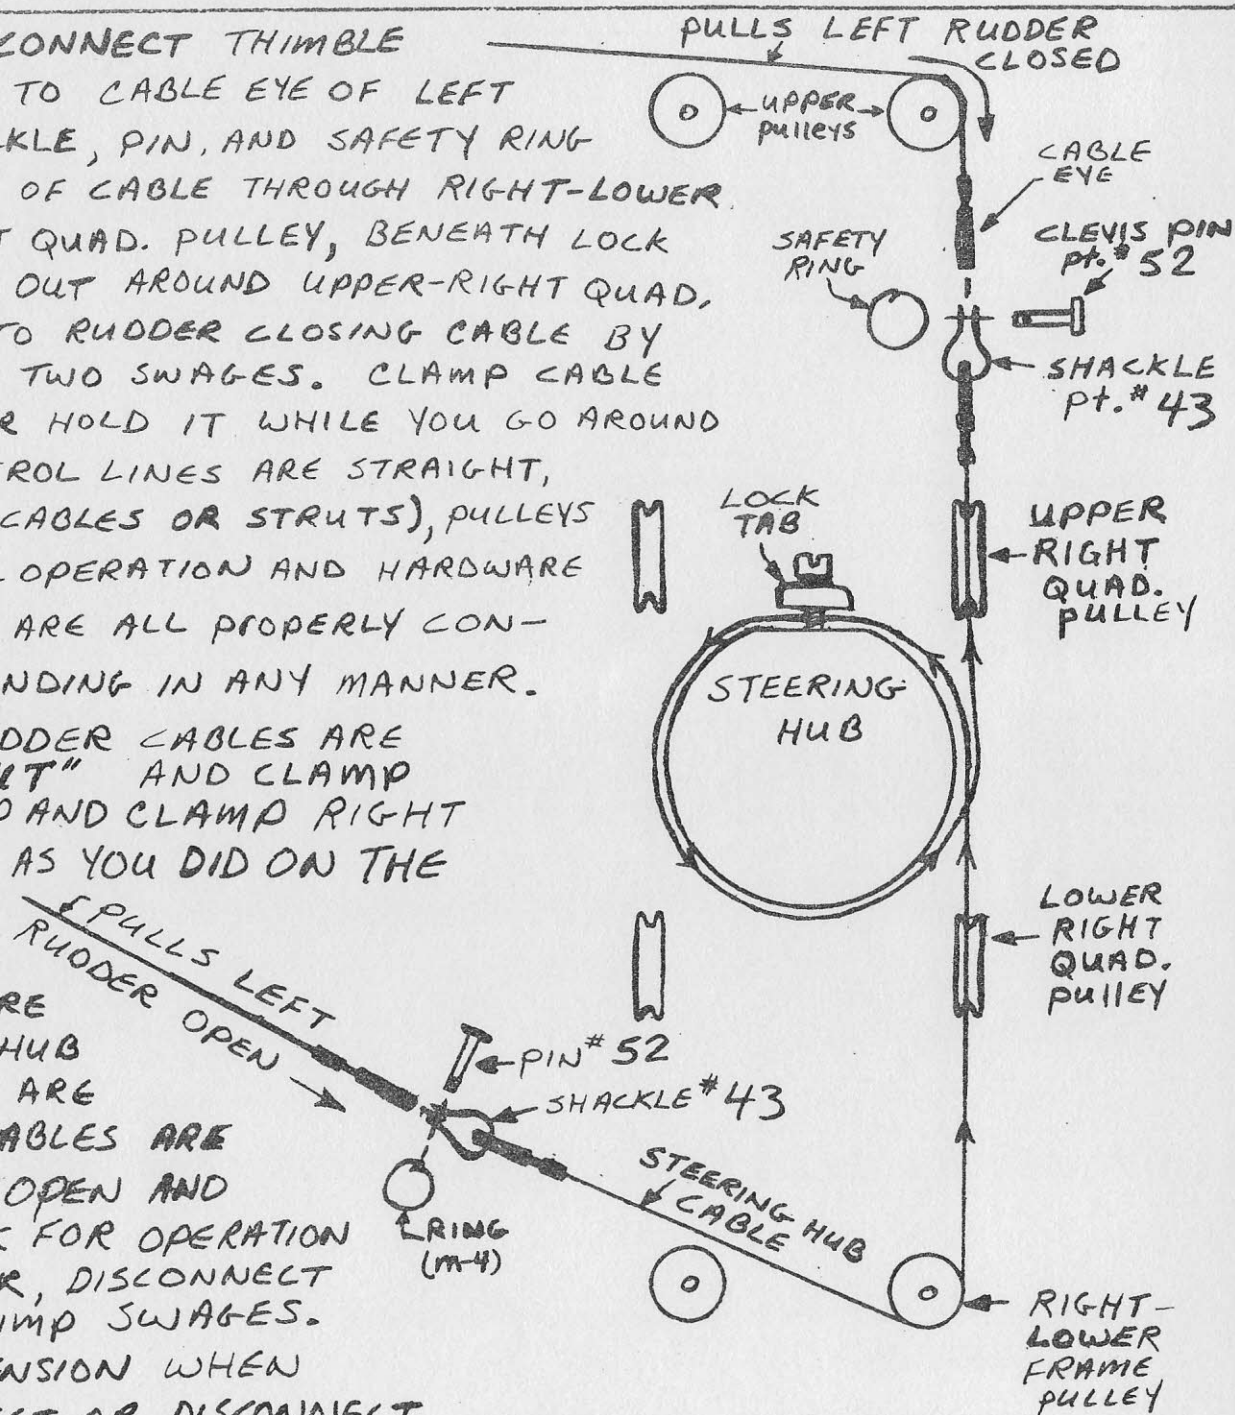 CONNECT THIMBLE
TO CABLE EYE OF LEFT
KLE, PIN, AND SAFETY RING
OF CABLE THROUGH RIGHT-LOWER
T QUAD. PULLEY, BENEATH LOCK
OUT AROUND UPPER-RIGHT QUAD.
TO RUDDER CLOSING CABLE BY
TWO SWAGES. CLAMP CABLE
R HOLD IT WHILE YOU GO AROUND
TROL LINES ARE STRAIGHT,
CABLES OR STRUTS), PULLEYS
L OPERATION AND HARDWARE
ARE ALL PROPERLY CON-
NDING IN ANY MANNER.
DDER CABLES ARE
UT" AND CLAMP
P AND CLAMP RIGHT
AS YOU DID ON THE
RE
HUB
ARE
ABLES ARE
OPEN AND
K FOR OPERATION
R, DISCONNECT
IMP SWAGES.
ENSION WHEN
ECT OR DISCONNECT
PULLS LEFT RUDDER
CLOSED
UPPER
PULLEYS
CABLE
EYE
SAFETY
RING
CLEVIS PIN
pt.# 52
SHACKLE
pt.# 43
LOCK
TAB
UPPER
RIGHT
QUAD.
PULLEY
STEERING
HUB
LOWER
RIGHT
QUAD.
PULLEY
PULLS LEFT
RUDDER OPEN
PIN# 52
SHACKLE# 43
RING
(m-4)
STEERING HUB
CABLE
RIGHT-
LOWER
FRAME
PULLEY